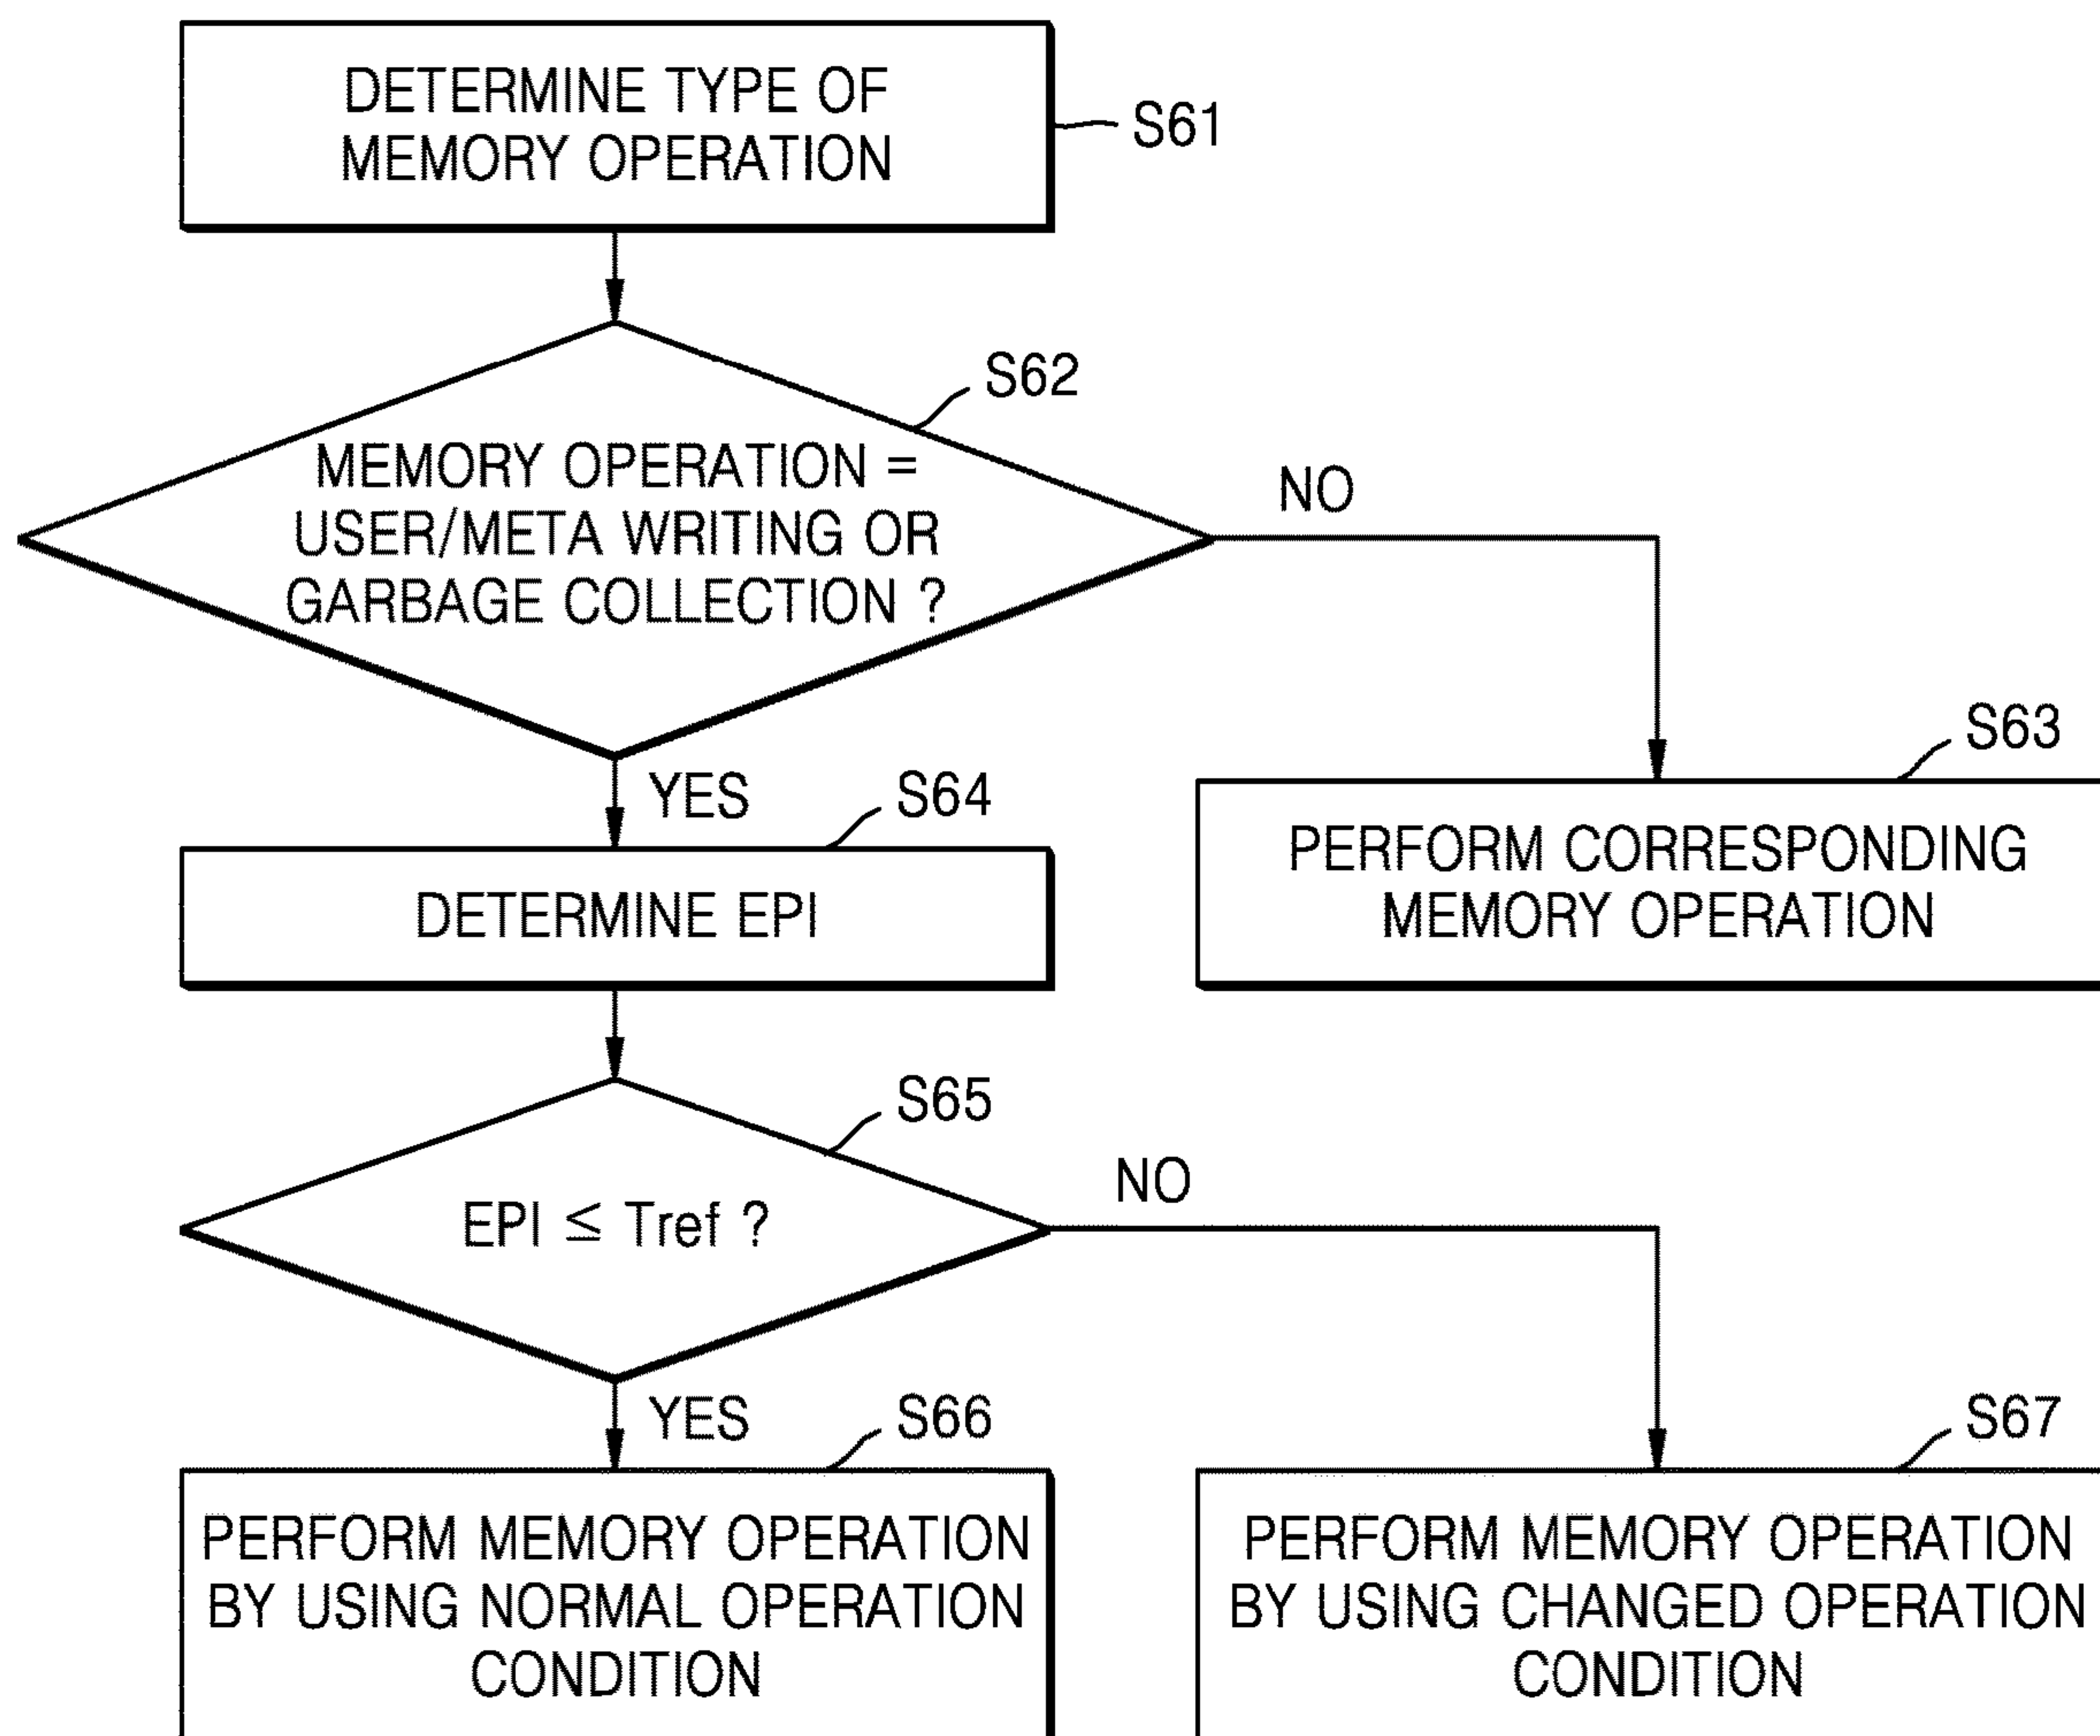 DETERMINE TYPE OF
MEMORY OPERATION
S61
S62
MEMORY OPERATION =
USER/META WRITING OR
GARBAGE COLLECTION ?
NO
YES
S63
PERFORM CORRESPONDING
MEMORY OPERATION
S64
DETERMINE EPI
S65
EPI ≤ Tref ?
NO
YES
S66
PERFORM MEMORY OPERATION
BY USING NORMAL OPERATION
CONDITION
S67
PERFORM MEMORY OPERATION
BY USING CHANGED OPERATION
CONDITION